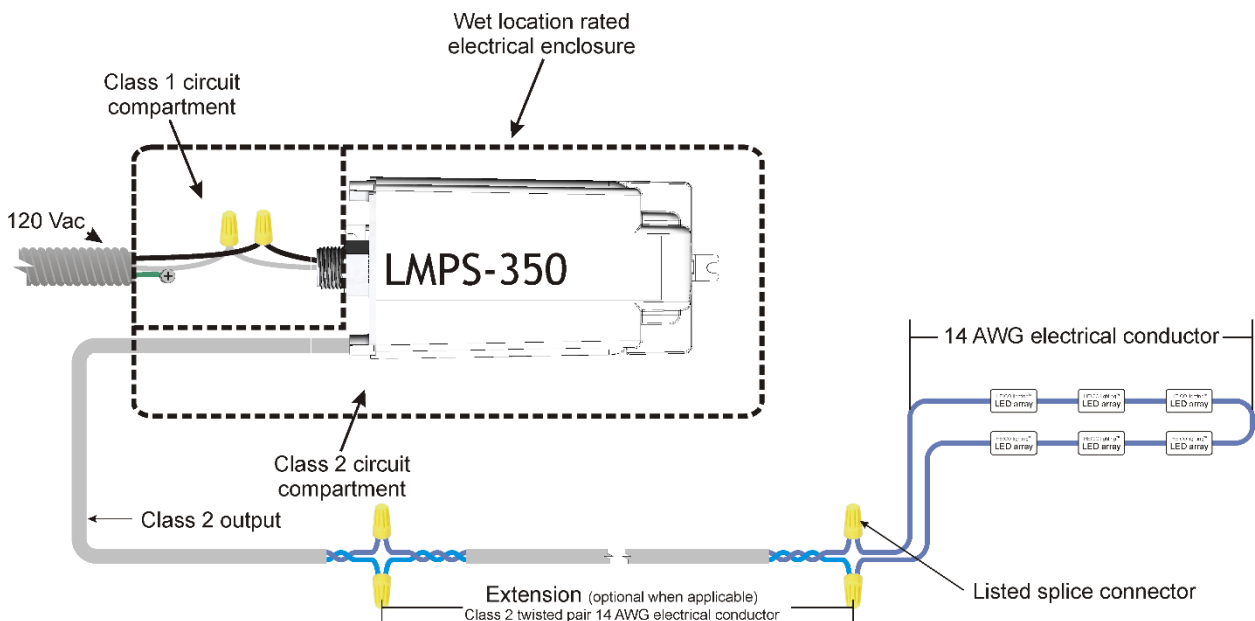 Wet location rated
electrical enclosure
Class 1 circuit
compartment
120 Vac
LMPS-350
14 AWG electrical conductor
LED array
LED array
LED array
LED array
LED array
LED array
Class 2 circuit
compartment
Class 2 output
Listed splice connector
Extension (optional when applicable)
Class 2 twisted pair 14 AWG electrical conductor